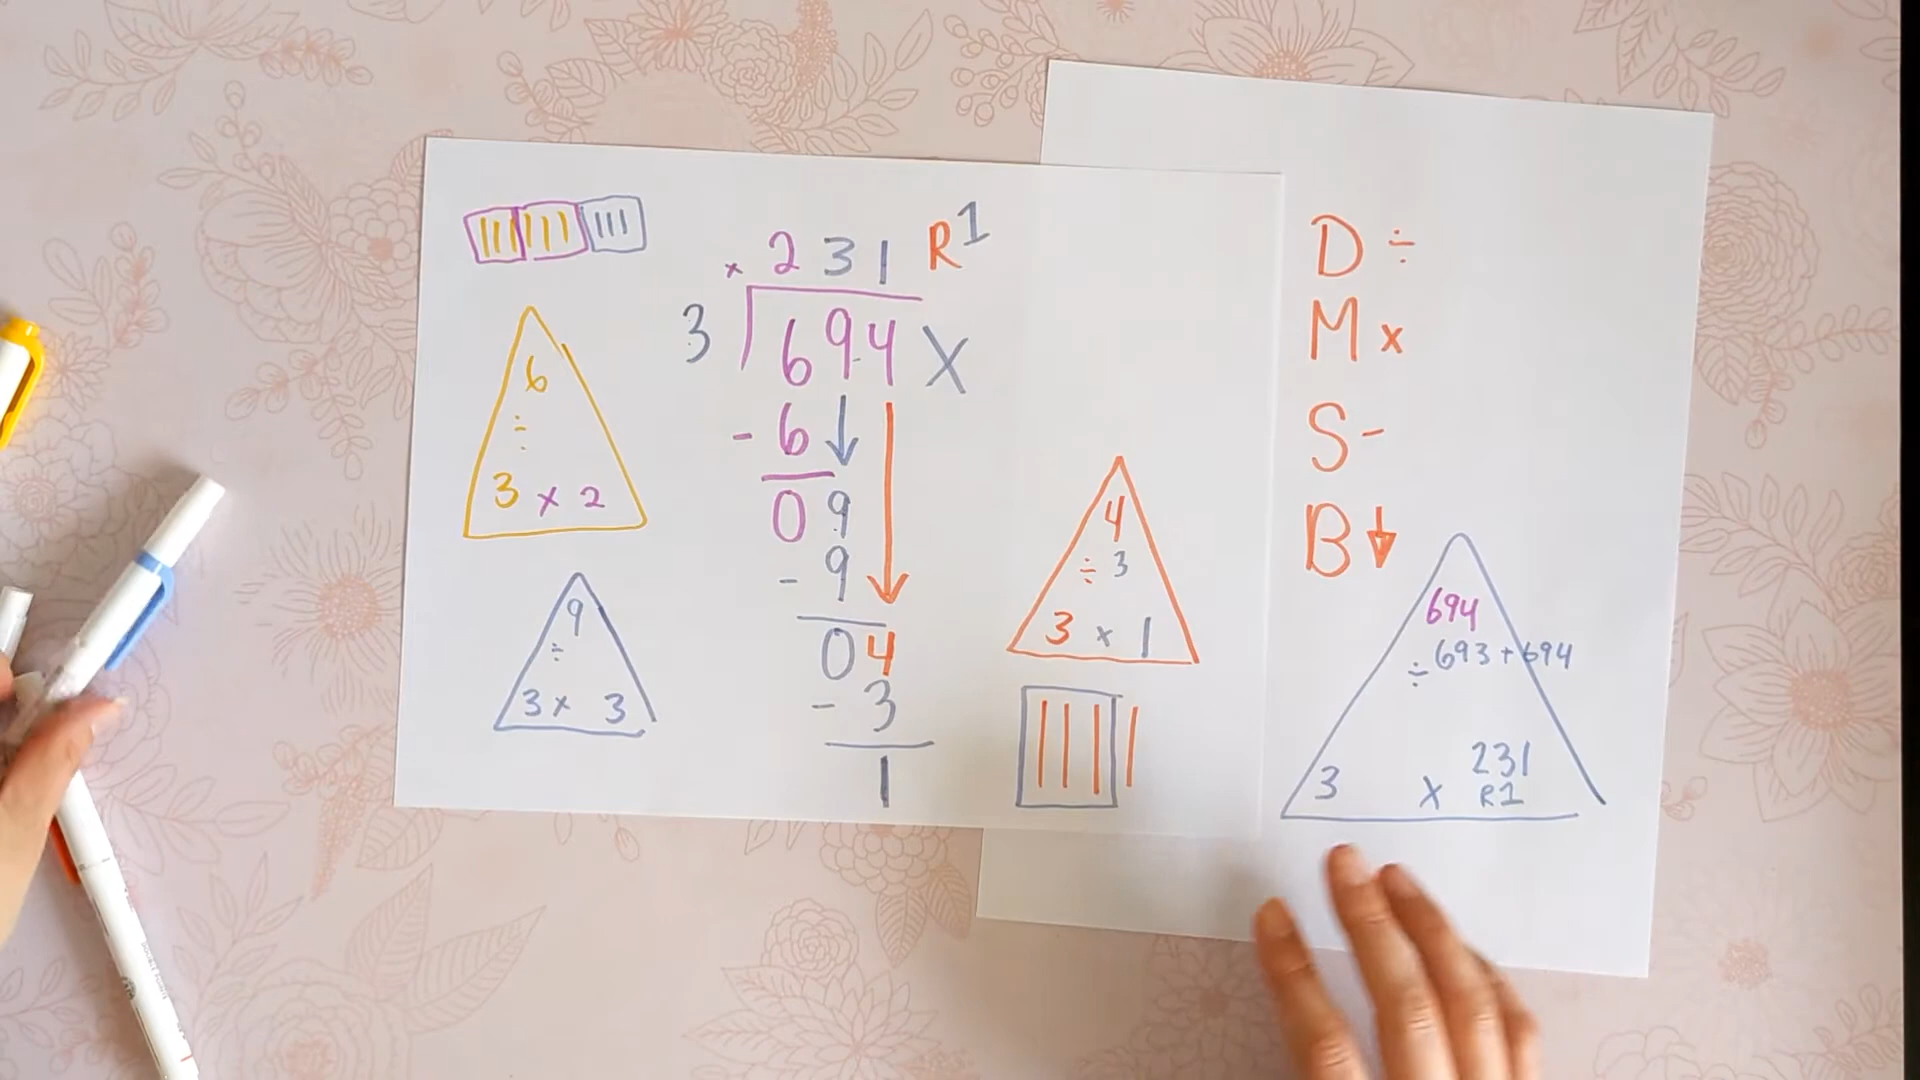 × 231 R1
3 694 X
- 6
09
- 9
04
- 3
1
6
÷
3 x 2
9
÷
3 x 3
4
÷ 3
3 x 1
D ÷
M x
S -
B ↓
694
÷ 693 + 694
231
3 x R1